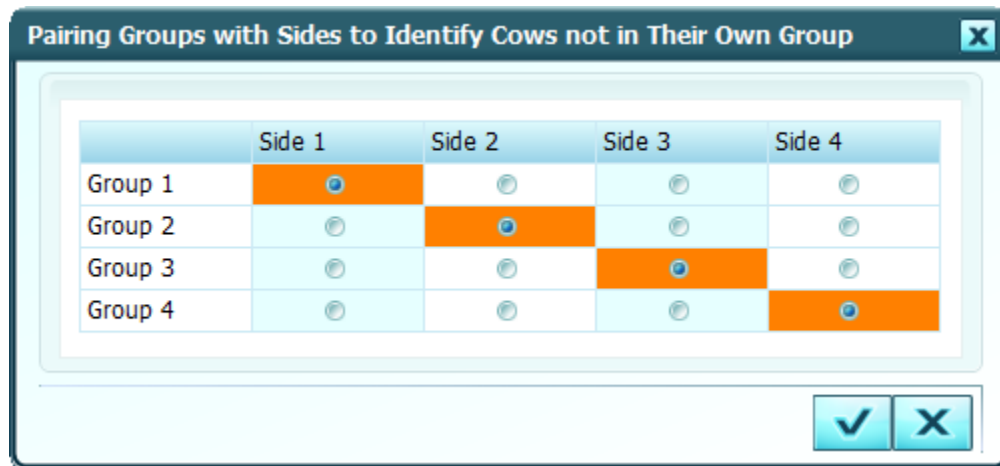 Pairing Groups with Sides to Identify Cows not in Their Own Group
Side 1 Side 2 Side 3 Side 4
Group 1
Group 2
Group 3
Group 4